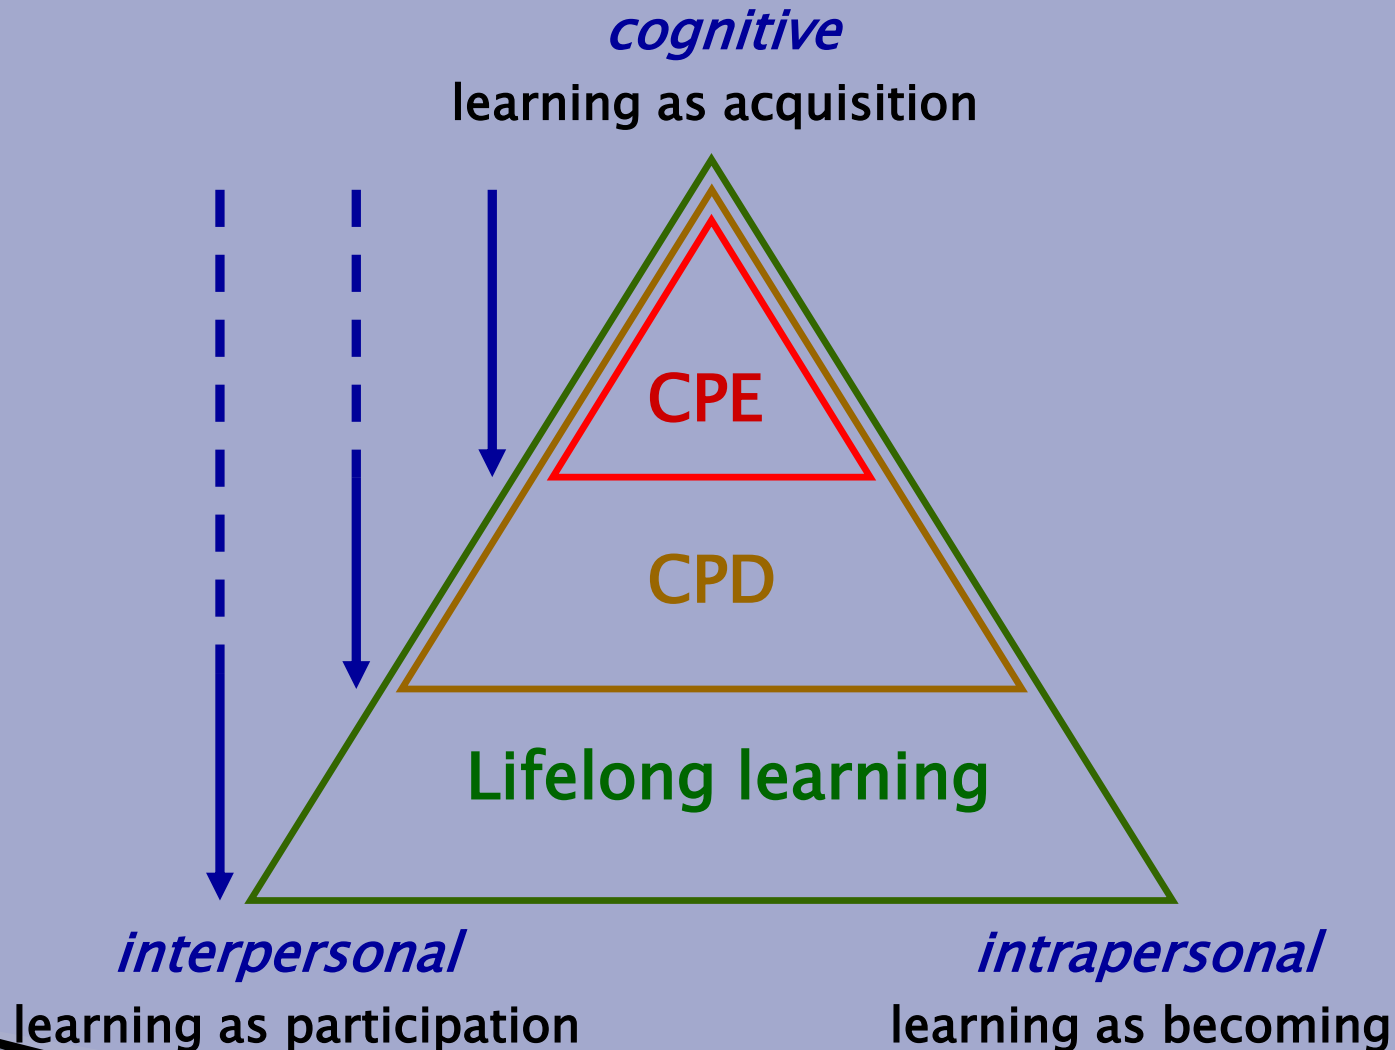 cognitive
learning as acquisition
CPE
CPD
Lifelong learning
interpersonal
intrapersonal
learning as participation
learning as becoming